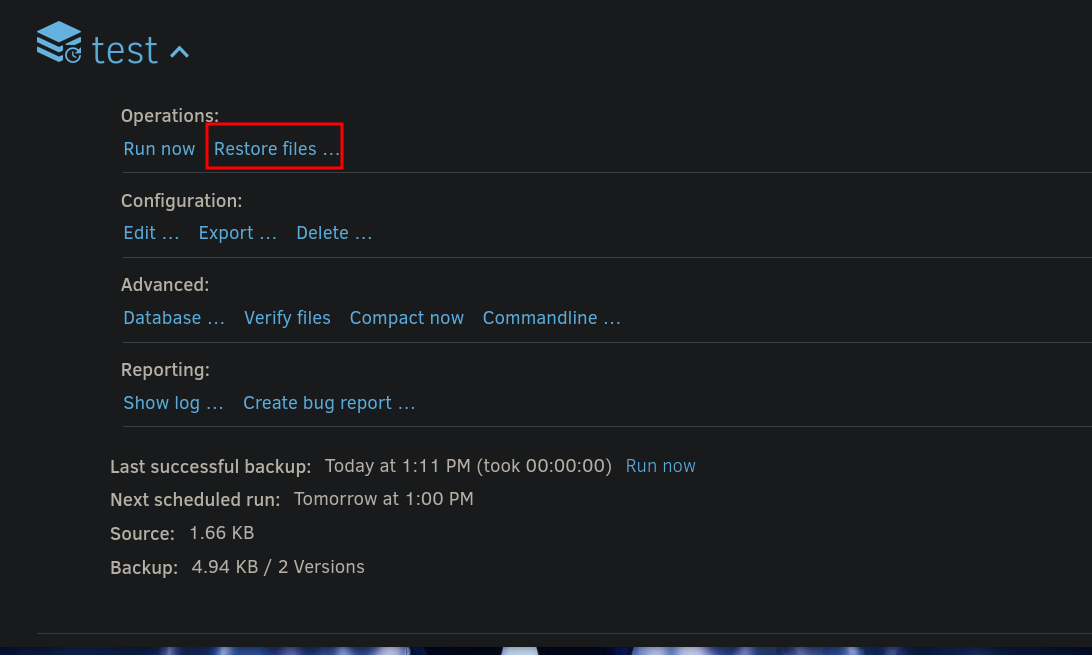 test
Operations:
Run now Restore files ...
Configuration:
Edit ... Export ... Delete ...
Advanced:
Database ... Verify files Compact now Commandline ...
Reporting:
Show log ... Create bug report ...
Last successful backup: Today at 1:11 PM (took 00:00:00) Run now
Next scheduled run: Tomorrow at 1:00 PM
Source: 1.66 KB
Backup: 4.94 KB / 2 Versions